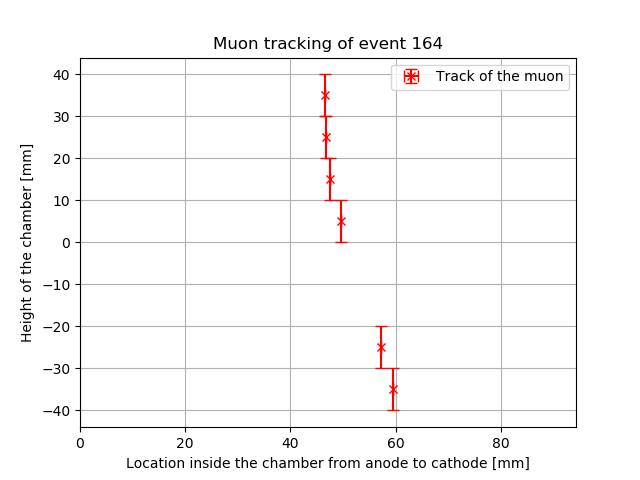 Muon tracking of event 164
Track of the muon
Height of the chamber [mm]
40
30
20
10
0
−10
−20
−30
−40
0 20 40 60 80
Location inside the chamber from anode to cathode [mm]